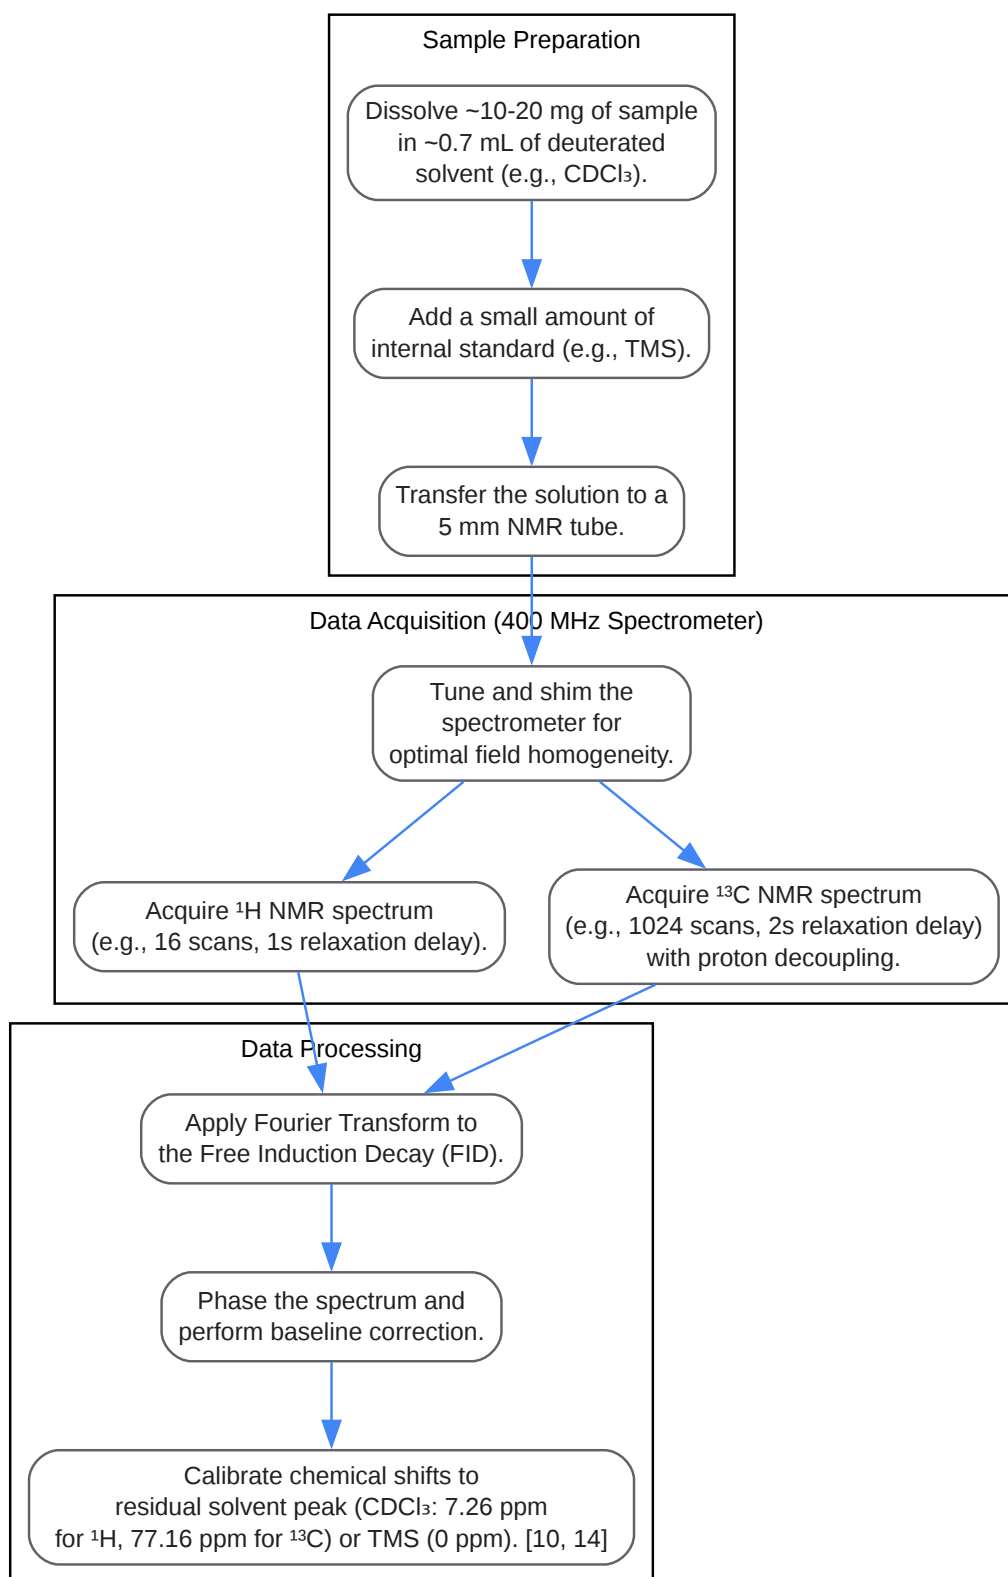 Sample Preparation
Dissolve ~10-20 mg of sample
in ~0.7 mL of deuterated
solvent (e.g., CDCl₃).
Add a small amount of
internal standard (e.g., TMS).
Transfer the solution to a
5 mm NMR tube.
Data Acquisition (400 MHz Spectrometer)
Tune and shim the
spectrometer for
optimal field homogeneity.
Acquire ¹H NMR spectrum
(e.g., 16 scans, 1s relaxation delay).
Acquire ¹³C NMR spectrum
(e.g., 1024 scans, 2s relaxation delay)
with proton decoupling.
Data Processing
Apply Fourier Transform to
the Free Induction Decay (FID).
Phase the spectrum and
perform baseline correction.
Calibrate chemical shifts to
residual solvent peak (CDCl₃: 7.26 ppm
for ¹H, 77.16 ppm for ¹³C) or TMS (0 ppm). [10, 14]